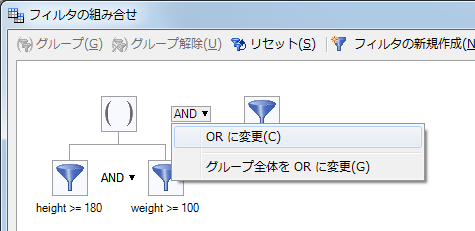 フィルタの組み合せ
グループ(G) グループ解除(U) リセット(S) フィルタの新規作成(N
( ) AND ▼
OR に変更(C)
AND ▼
グループ全体を OR に変更(G)
height >= 180 weight >= 100